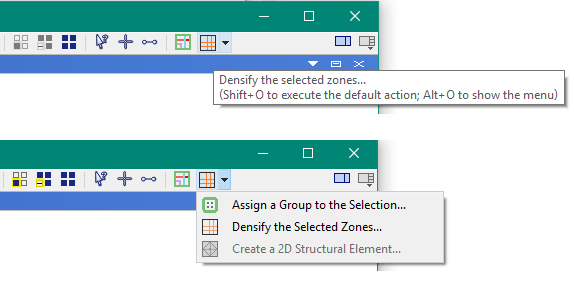 Densify the selected zones...
(Shift+O to execute the default action; Alt+O to show the menu)
Assign a Group to the Selection...
Densify the Selected Zones...
Create a 2D Structural Element...